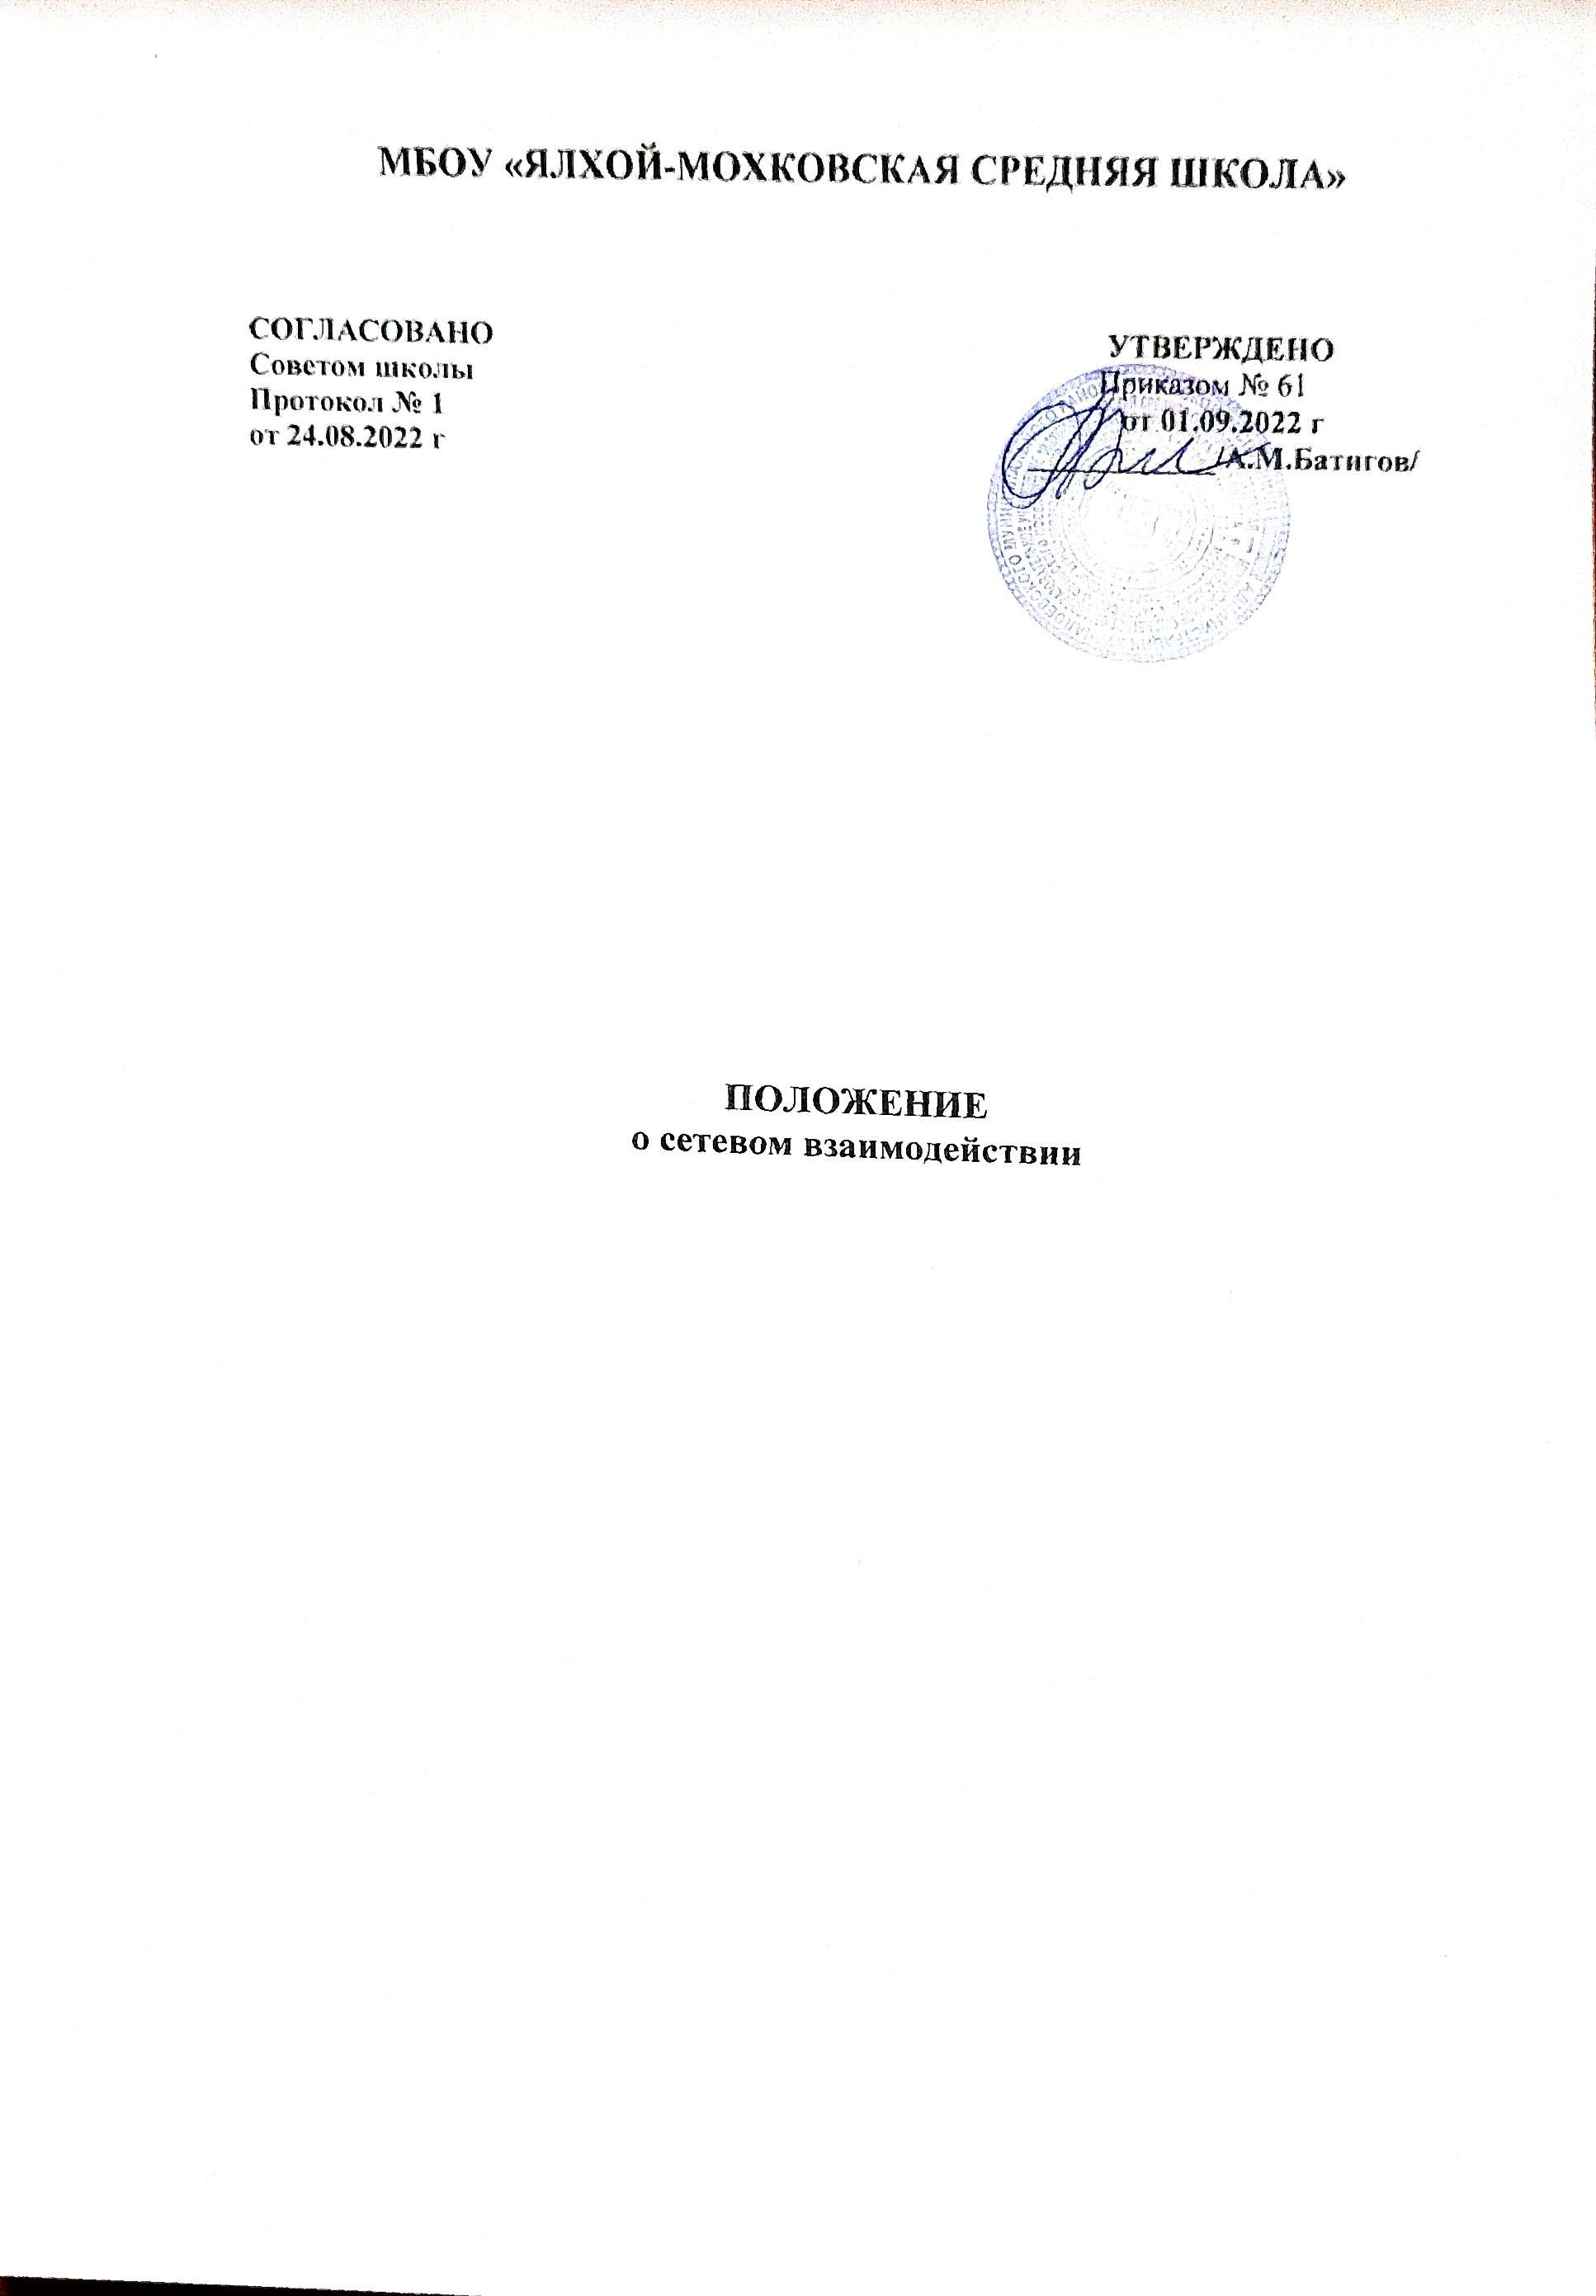 МБОУ «ЯЛХОЙ-МОХКОВСКАЯ СРЕДНЯЯ ШКОЛА»
СОГЛАСОВАНО
Советом школы
Протокол № 1
от 24.08.2022 г
УТВЕРЖДЕНО
Приказом № 61
от 01.09.2022 г
/А.М.Батигов/
ПОЛОЖЕНИЕ
о сетевом взаимодействии